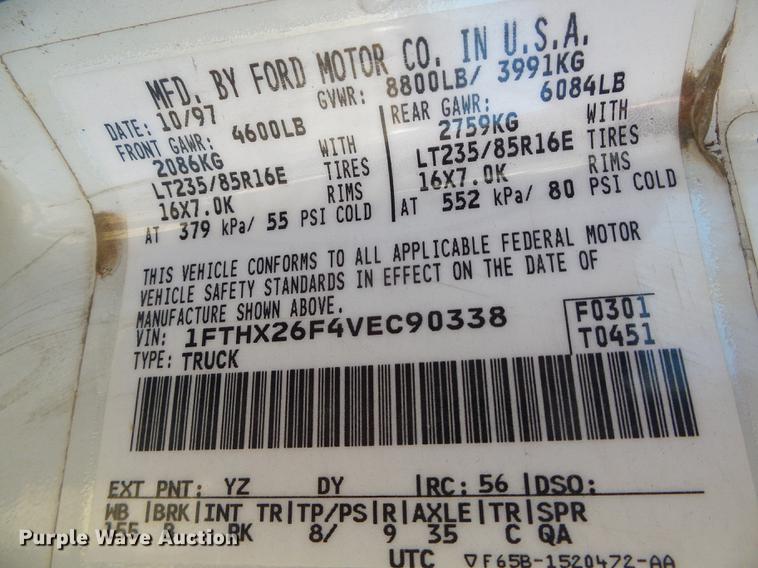 MFD. BY FORD MOTOR CO. IN U.S.A.
DATE: 10/97 GVWR: 8800LB/ 3991KG
FRONT GAWR: 4600LB REAR GAWR: 6084LB
2086KG WITH 2759KG WITH
LT235/85R16E TIRES LT235/85R16E TIRES
16X7.0K RIMS 16X7.0K RIMS
AT 379 kPa/ 55 PSI COLD AT 552 kPa/ 80 PSI COLD
THIS VEHICLE CONFORMS TO ALL APPLICABLE FEDERAL MOTOR
VEHICLE SAFETY STANDARDS IN EFFECT ON THE DATE OF
MANUFACTURE SHOWN ABOVE.
VIN: 1FTHX26F4VEC90338 F0301
TYPE: TRUCK T0451
EXT PNT: YZ DY |RC: 56 |DSO:
WB |BRK|INT TR|TP/PS|R|AXLE|TR|SPR
155 8/ 9 35 C QA
UTC ▽F65B-1520472-AA
Purple Wave Auction